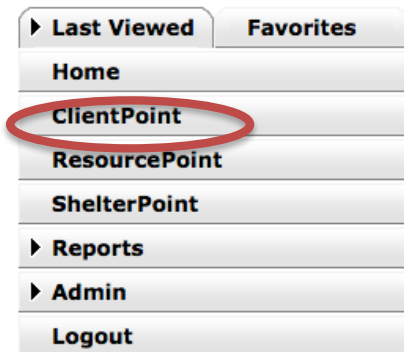 Last Viewed Favorites
Home
ClientPoint
ResourcePoint
ShelterPoint
Reports
Admin
Logout